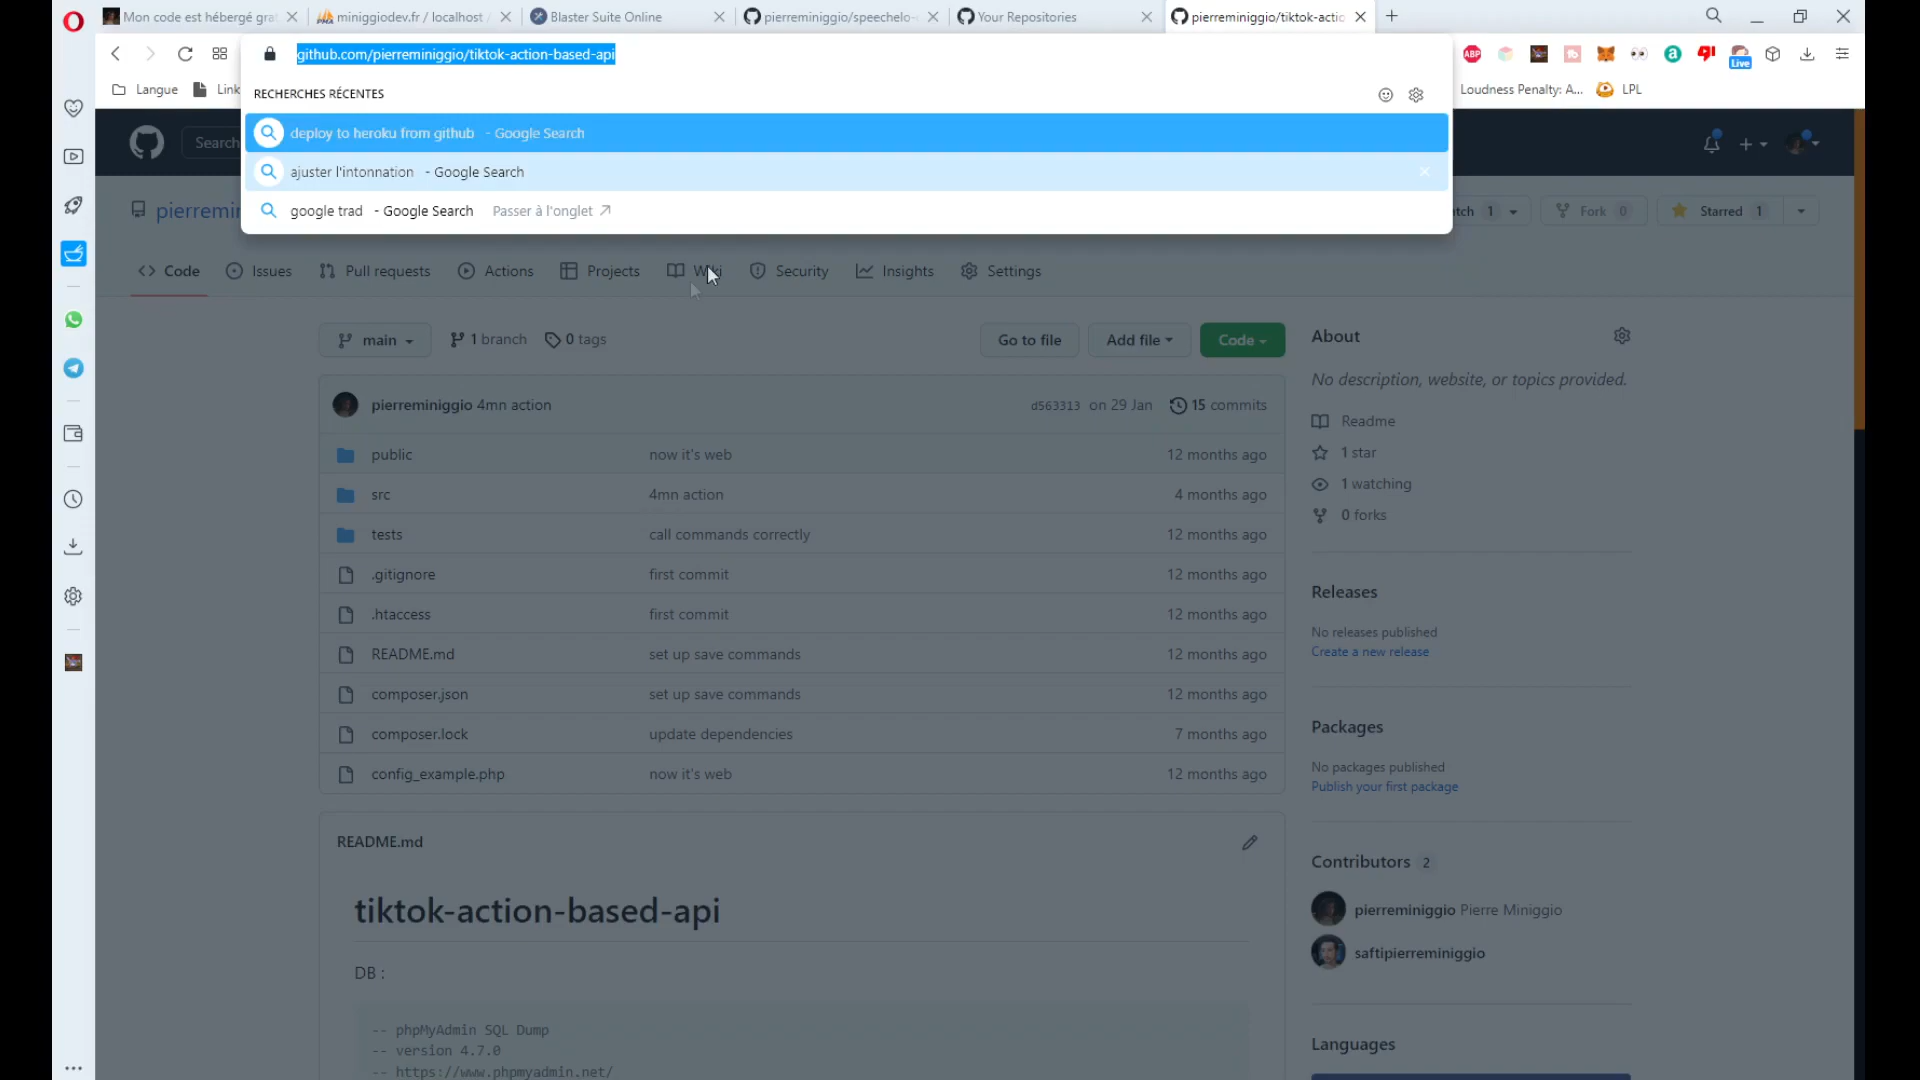 Mon code est hébergé gra
miniggiodev.fr / localhost /
Blaster Suite Online
pierreminiggio/speechelo-
Your Repositories
pierreminiggio/tiktok-actio
github.com/pierreminiggio/tiktok-action-based-api
ABP
Live
Langue
Link
Loudness Penalty: A...
LPL
RECHERCHES RÉCENTES
deploy to heroku from github - Google Search
ajuster l'intonnation - Google Search
google trad - Google Search Passer à l'onglet
Search
pierremi
tch 1
Fork 0
Starred 1
Code
Issues
Pull requests
Actions
Projects
Wiki
Security
Insights
Settings
main
1 branch
0 tags
Go to file
Add file
Code
pierreminiggio 4mn action
d563313 on 29 Jan
15 commits
public now it's web 12 months ago
src 4mn action 4 months ago
tests call commands correctly 12 months ago
.gitignore first commit 12 months ago
.htaccess first commit 12 months ago
README.md set up save commands 12 months ago
composer.json set up save commands 12 months ago
composer.lock update dependencies 7 months ago
config_example.php now it's web 12 months ago
README.md
tiktok-action-based-api
DB :
-- phpMyAdmin SQL Dump
-- version 4.7.0
-- https://www.phpmyadmin.net/
About
No description, website, or topics provided.
Readme
1 star
1 watching
0 forks
Releases
No releases published
Create a new release
Packages
No packages published
Publish your first package
Contributors 2
pierreminiggio Pierre Miniggio
saftipierreminiggio
Languages